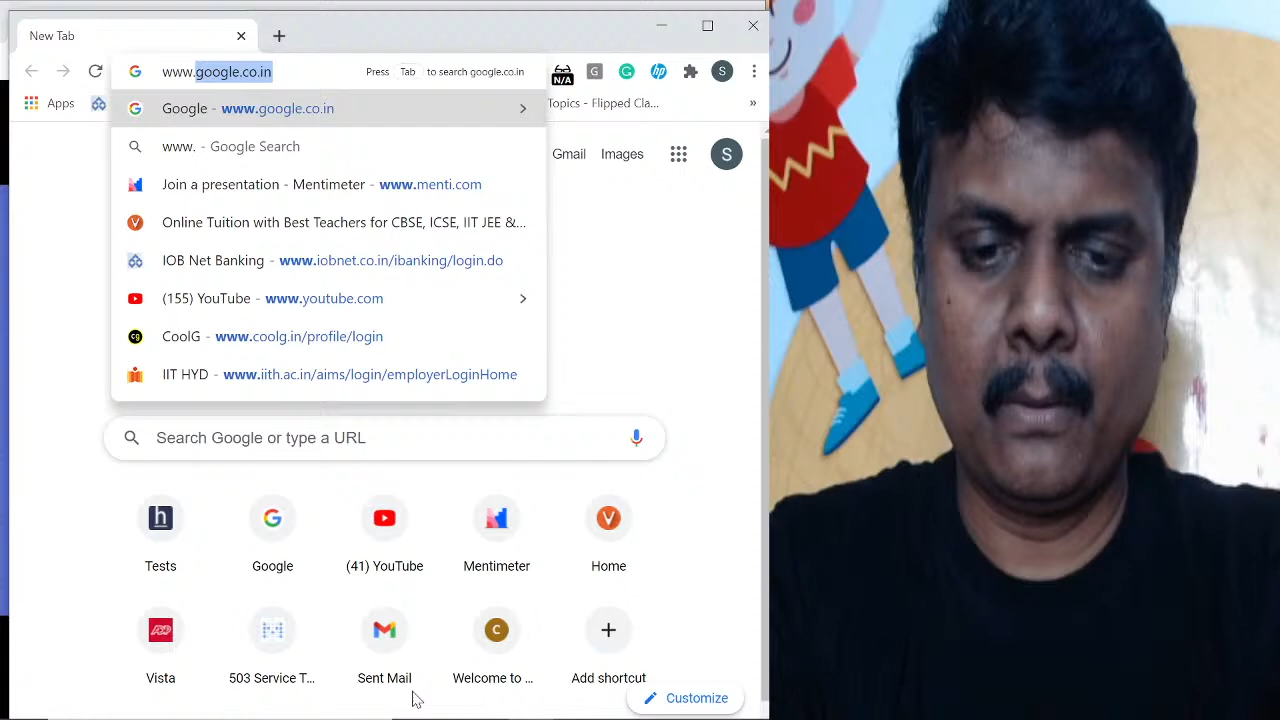 New Tab
www.google.co.in Press Tab to search google.co.in N/A G S
Apps Topics - Flipped Cla... »
Google - www.google.co.in
www. - Google Search
Gmail Images S
Join a presentation - Mentimeter - www.menti.com
Online Tuition with Best Teachers for CBSE, ICSE, IIT JEE &...
IOB Net Banking - www.iobnet.co.in/ibanking/login.do
(155) YouTube - www.youtube.com
CoolG - www.coolg.in/profile/login
IIT HYD - www.iith.ac.in/aims/login/employerLoginHome
Search Google or type a URL
Tests Google (41) YouTube Mentimeter Home
Vista 503 Service T... Sent Mail Welcome to ... Add shortcut
Customize